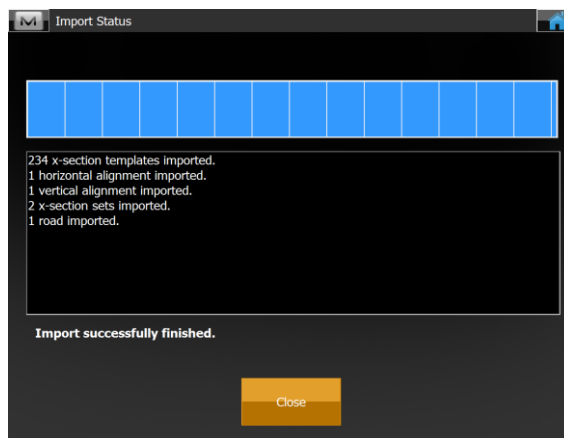 M
Import Status
234 x-section templates imported.
1 horizontal alignment imported.
1 vertical alignment imported.
2 x-section sets imported.
1 road imported.
Import successfully finished.
Close